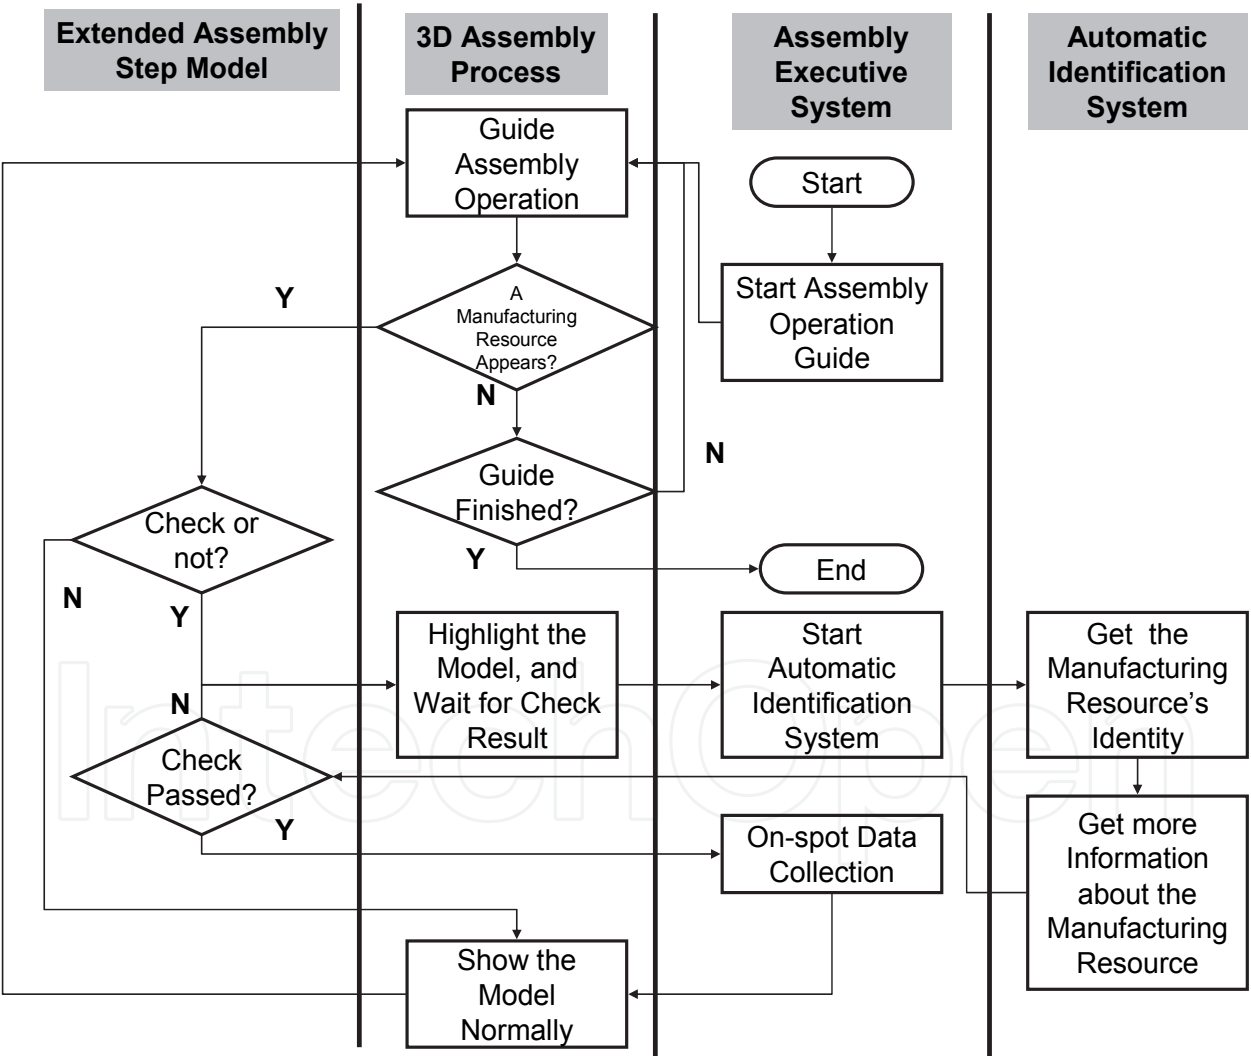 Extended Assembly
Step Model
3D Assembly
Process
Assembly
Executive
System
Automatic
Identification
System
Guide
Assembly
Operation
Start
Y
A
Manufacturing
Resource
Appears?
Start Assembly
Operation
Guide
N
N
Guide
Finished?
Check or
not?
Y
End
N
Y
Highlight the
Model, and
Wait for Check
Result
Start
Automatic
Identification
System
Get the
Manufacturing
Resource's
Identity
N
Check
Passed?
Y
On-spot Data
Collection
Get more
Information
about the
Manufacturing
Resource
Show the
Model
Normally
IntechOpen